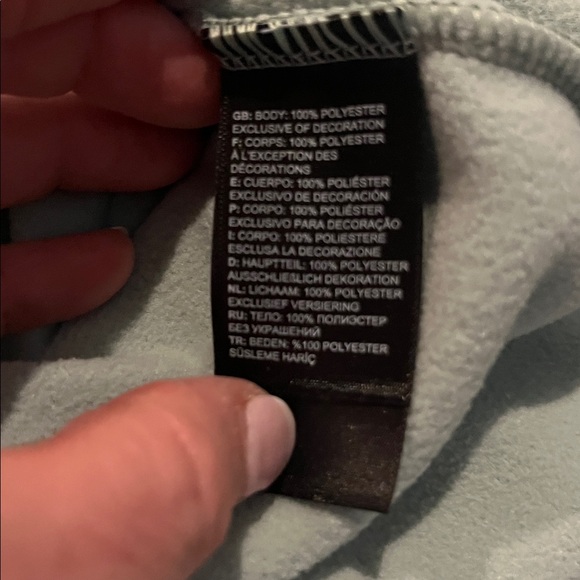 GB: BODY: 100% POLYESTER
EXCLUSIVE OF DECORATION
F: CORPS: 100% POLYESTER
À L'EXCEPTION DES
DÉCORATIONS
E: CUERPO: 100% POLIÉSTER
EXCLUSIVO DE DECORACIÓN
P: CORPO: 100% POLIÉSTER
EXCLUSIVO PARA DECORAÇÃO
I: CORPO: 100% POLIESTERE
ESCLUSA LA DECORAZIONE
D: HAUPTTEIL: 100% POLYESTER
AUSSCHLIEßLICH DEKORATION
NL: LICHAAM: 100% POLYESTER
EXCLUSIEF VERSIERING
RU: ТЕЛО: 100% ПОЛИЭСТЕР
БЕЗ УКРАШЕНИЙ
TR: BEDEN: %100 POLYESTER
SÜSLEME HARİÇ